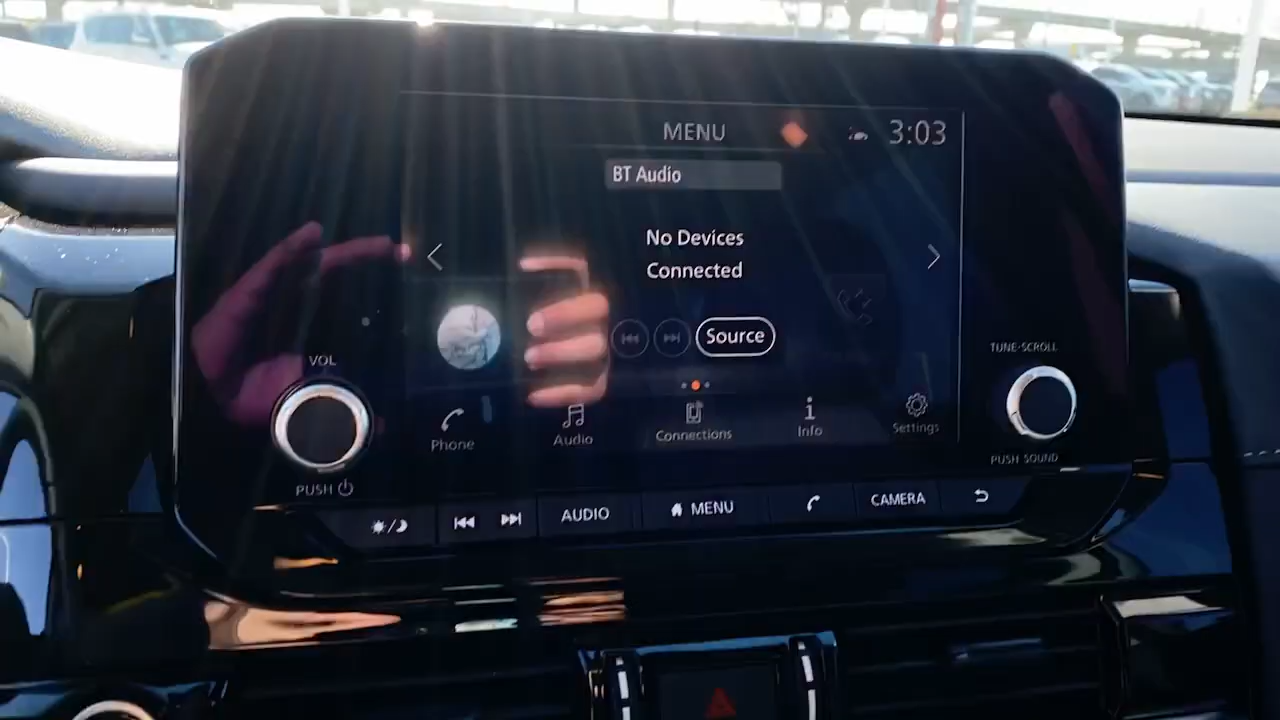 MENU
3:03
BT Audio
No Devices
Connected
Source
VOL
TUNE·SCROLL
Phone
Audio
Connections
Info
Settings
PUSH
PUSH SOUND
AUDIO
MENU
CAMERA